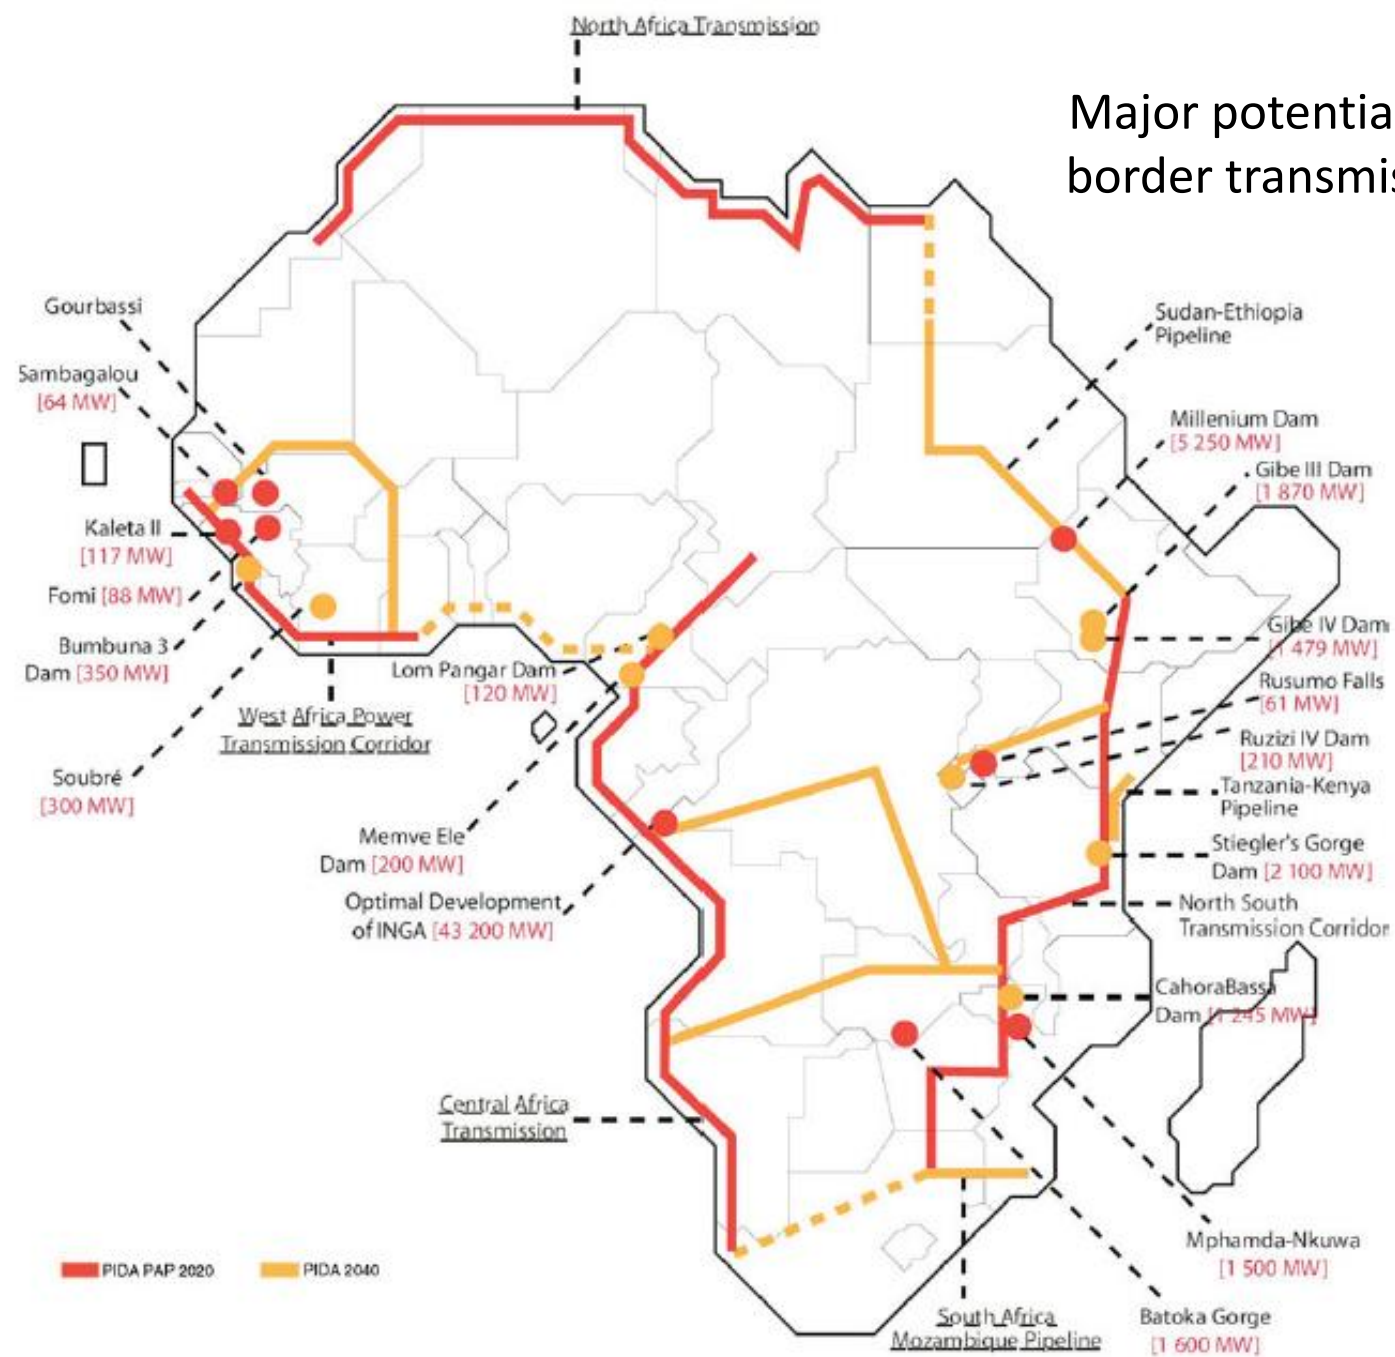 North Africa Transmission
Major potentia
border transmis
Gourbassi
Sambagalou
[64 MW]
Kaleta II
[117 MW]
Fomi [88 MW]
Bumbuna 3
Dam [350 MW]
Soubré
[300 MW]
West Africa Power
Transmission Corridor
Lom Pangar Dam
[120 MW]
Memve Ele
Dam [200 MW]
Optimal Development
of INGA [43 200 MW]
Central Africa
Transmission
Sudan-Ethiopia
Pipeline
Millenium Dam
[5 250 MW]
Gibe III Dam
[1 870 MW]
Gibe IV Dam
[1 479 MW]
Rusumo Falls
[61 MW]
Ruzizi IV Dam
[210 MW]
Tanzania-Kenya
Pipeline
Stiegler's Gorge
Dam [2 100 MW]
North South
Transmission Corridor
CahoraBassa
Dam [1 245 MW]
Mphamda-Nkuwa
[1 500 MW]
Batoka Gorge
[1 600 MW]
South Africa
Mozambique Pipeline
PIDA PAP 2020
PIDA 2040